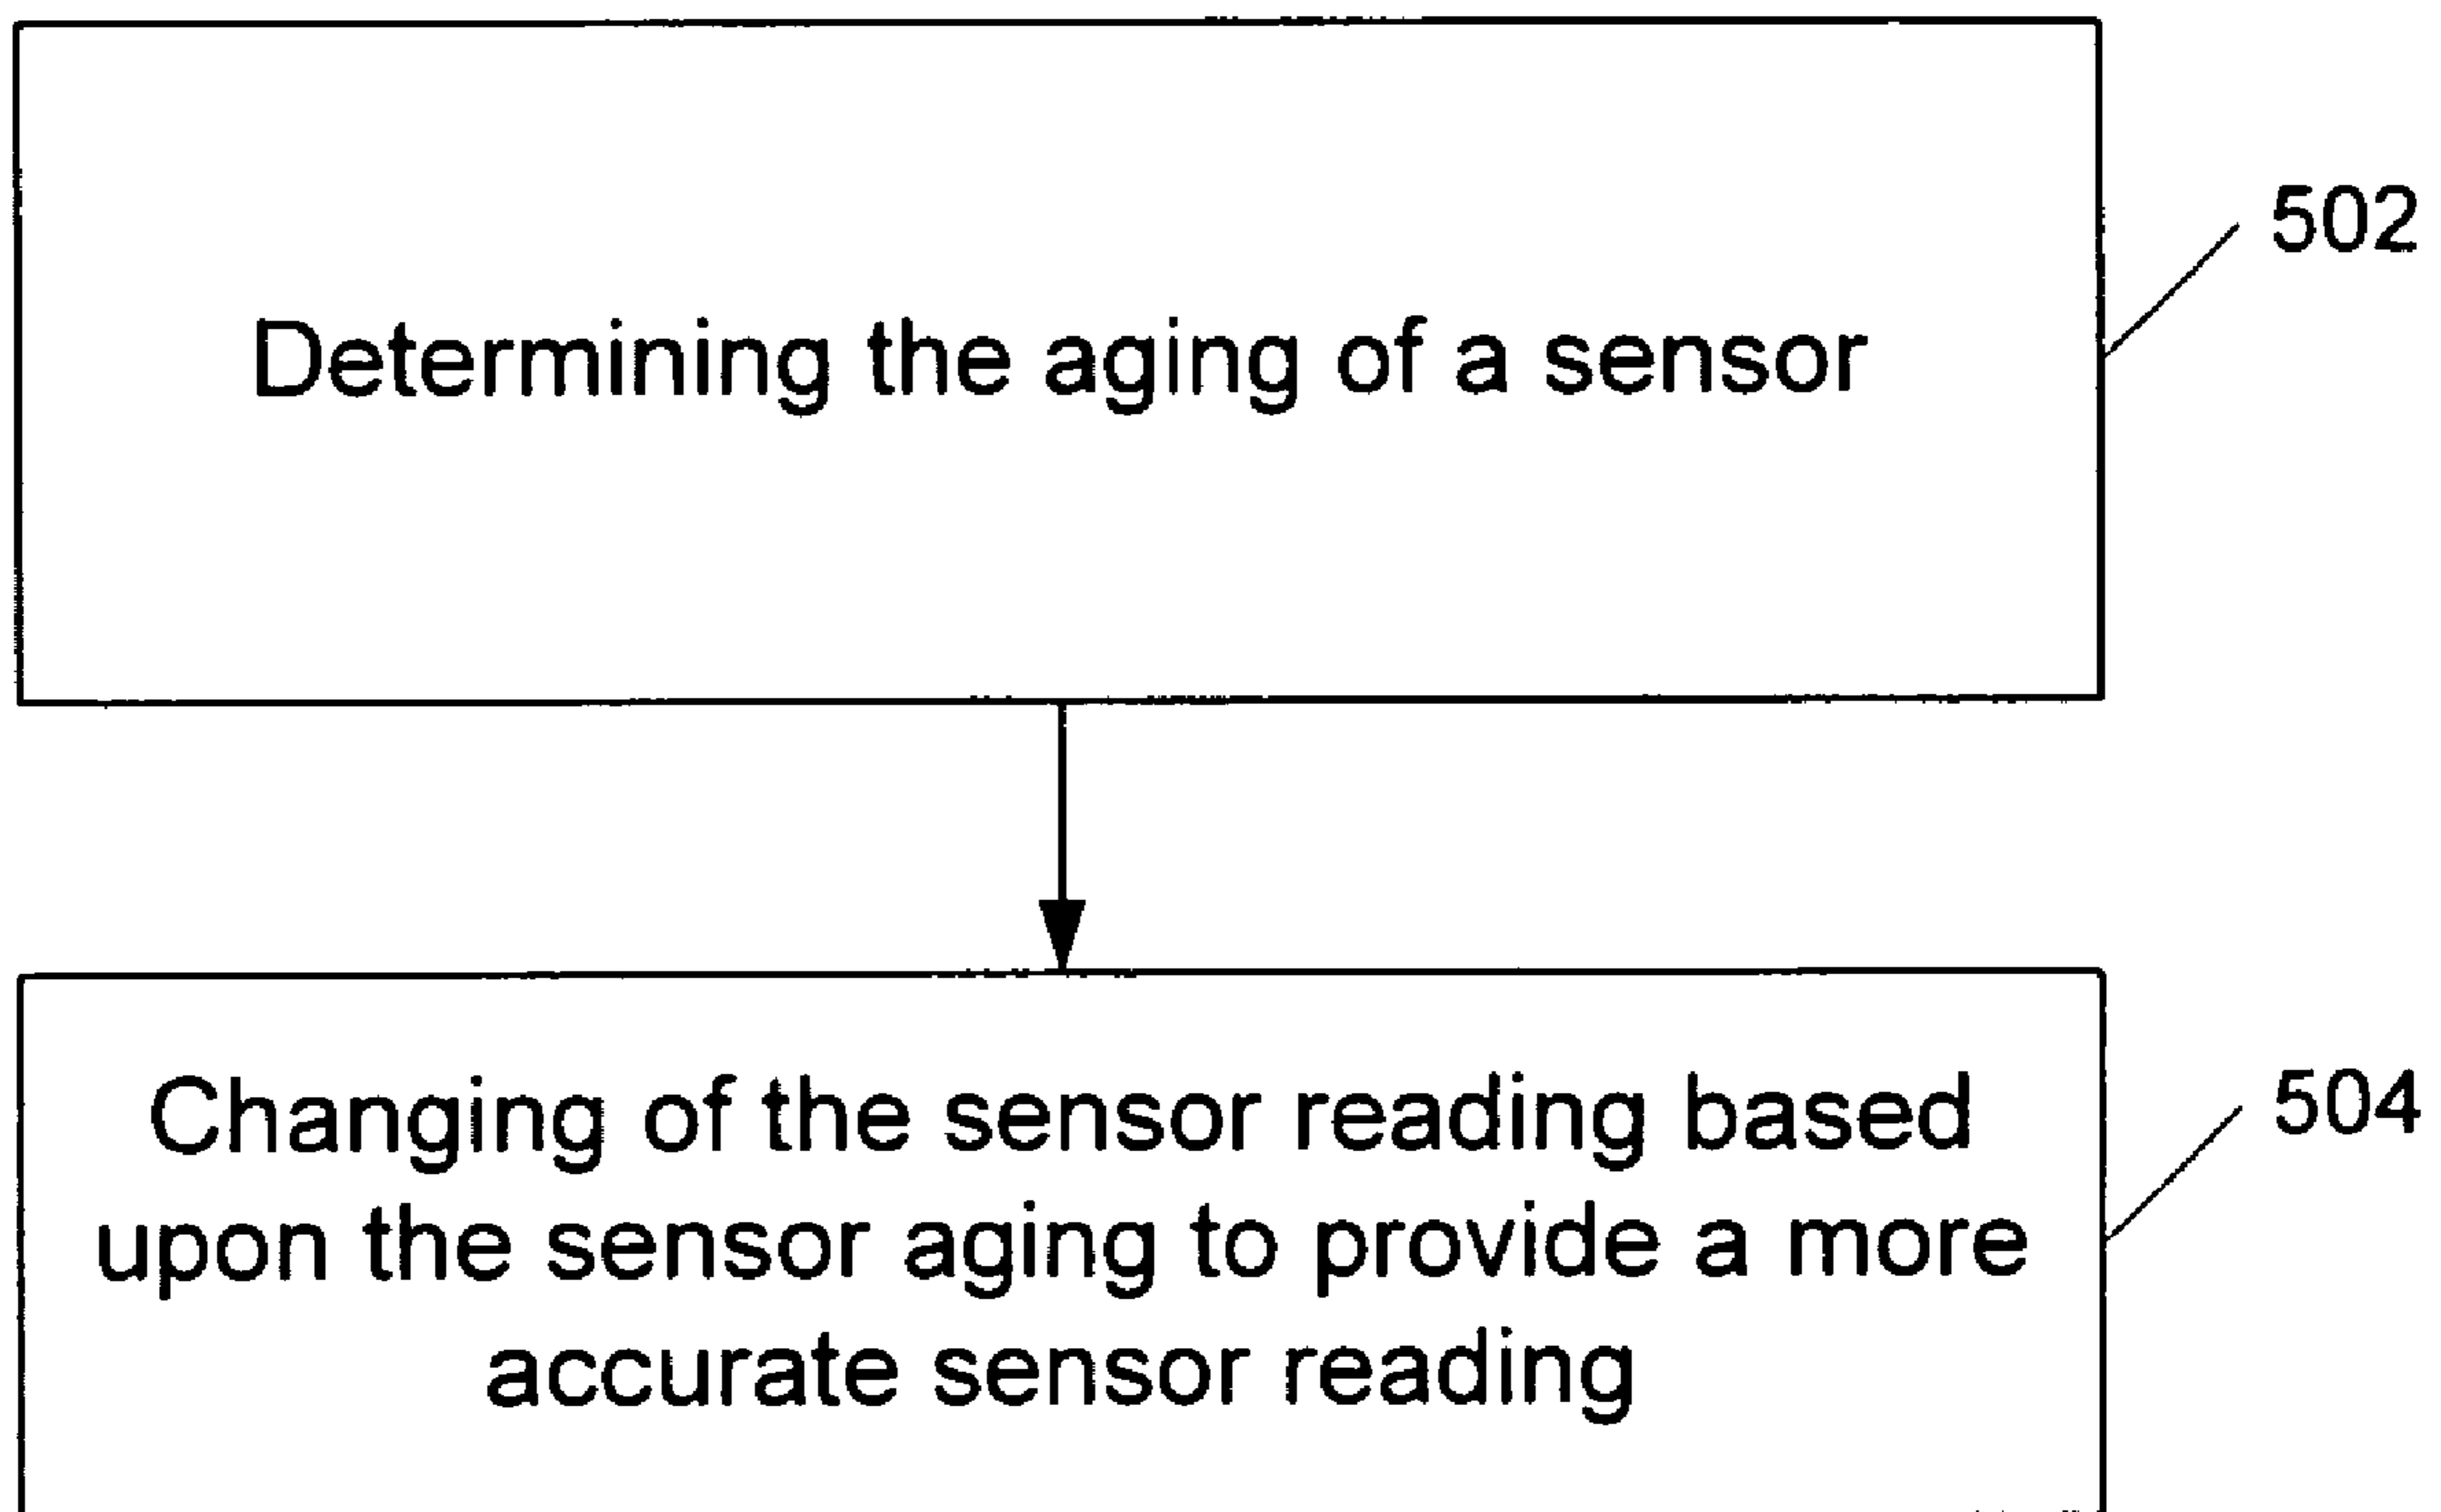 502
Determining the aging of a sensor
Changing of the sensor reading based
504
upon the sensor aging to provide a more
accurate sensor reading